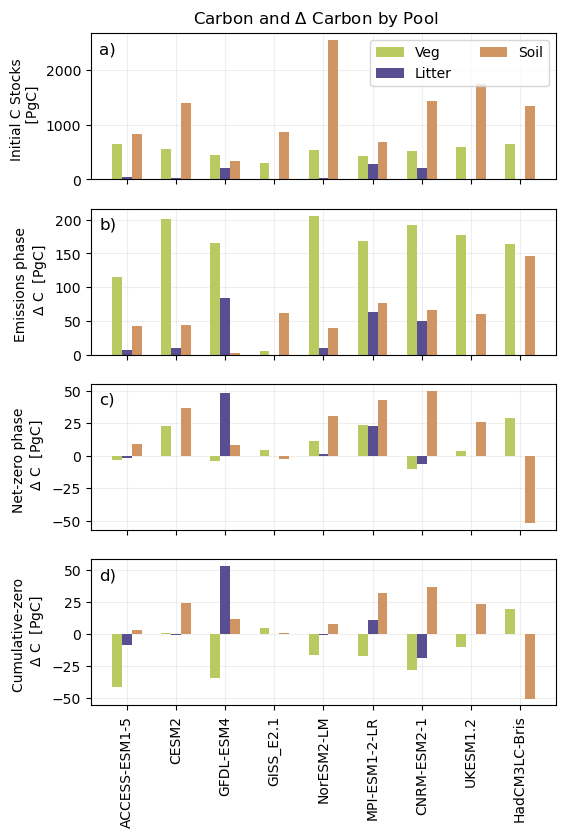 Carbon and Δ Carbon by Pool
a)
Veg
Litter
Soil
Initial C Stocks
[PgC]
2000
1000
0
b)
Emissions phase
Δ C [PgC]
200
150
100
50
0
c)
Net-zero phase
Δ C [PgC]
50
25
0
−25
−50
d)
Cumulative-zero
Δ C [PgC]
50
25
0
−25
−50
ACCESS-ESM1-5
CESM2
GFDL-ESM4
GISS_E2.1
NorESM2-LM
MPI-ESM1-2-LR
CNRM-ESM2-1
UKESM1.2
HadCM3LC-Bris